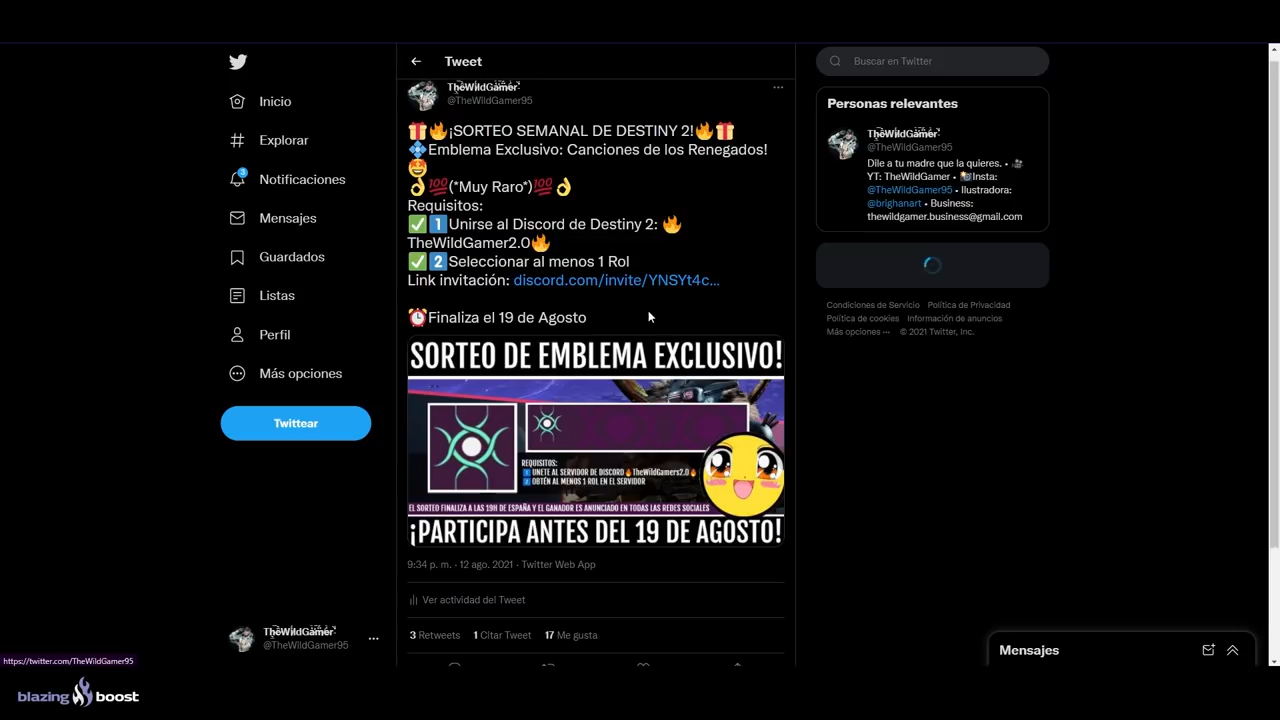 Tweet
Buscar en Twitter
Inicio
Explorar
3
Notificaciones
Mensajes
Guardados
Listas
Perfil
Más opciones
Twittear
TheWildGamer
@TheWildGamer95
🎁🔥¡SORTEO SEMANAL DE DESTINY 2!🔥🎁
💠Emblema Exclusivo: Canciones de los Renegados!
🤩
👌💯(*Muy Raro*)💯👌
Requisitos:
✅1️⃣Unirse al Discord de Destiny 2: 🔥
TheWildGamer2.0🔥
✅2️⃣Seleccionar al menos 1 Rol
Link invitación: discord.com/invite/YNSYt4c…
⏰Finaliza el 19 de Agosto
SORTEO DE EMBLEMA EXCLUSIVO!
REQUISITOS:
1️⃣ UNETE AL SERVIDOR DE DISCORD🔥TheWildGamers2.0🔥
2️⃣ OBTÉN AL MENOS 1 ROL EN EL SERVIDOR
EL SORTEO FINALIZA A LAS 19H DE ESPAÑA Y EL GANADOR ES ANUNCIADO EN TODAS LAS REDES SOCIALES
¡PARTICIPA ANTES DEL 19 DE AGOSTO!
9:34 p. m. · 12 ago. 2021 · Twitter Web App
Ver actividad del Tweet
3 Retweets 1 Citar Tweet 17 Me gusta
Personas relevantes
TheWildGamer
@TheWildGamer95
Dile a tu madre que la quieres. • 🎥
YT: TheWildGamer • 📸Insta:
@TheWildGamer95 • Ilustradora:
@brighanart • Business:
thewildgamer.business@gmail.com
Condiciones de Servicio Política de Privacidad
Política de cookies Información de anuncios
Más opciones ··· © 2021 Twitter, Inc.
TheWildGamer
@TheWildGamer95
Mensajes
https://twitter.com/TheWildGamer95
blazing boost